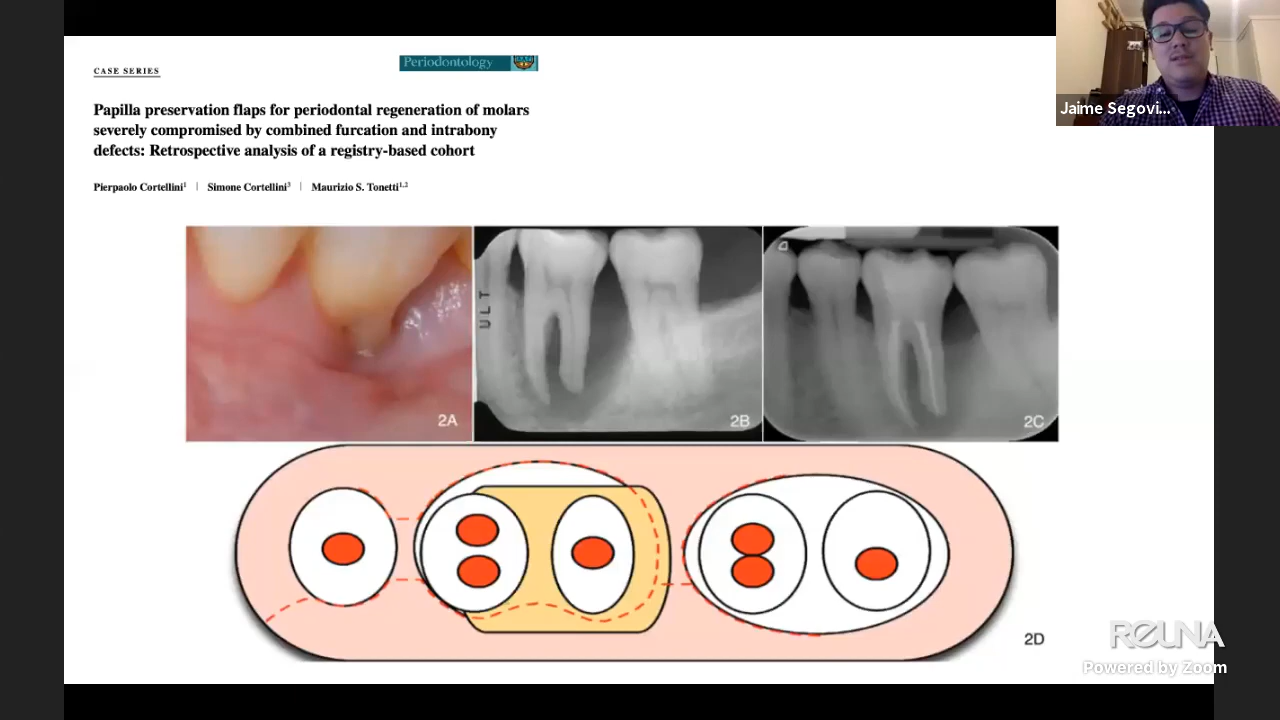 CASE SERIES
Periodontology
Papilla preservation flaps for periodontal regeneration of molars
severely compromised by combined furcation and intrabony
defects: Retrospective analysis of a registry-based cohort
Pierpaolo Cortellini¹ | Simone Cortellini³ | Maurizio S. Tonetti¹,²
Jaime Segovi...
ULT
2A
2B
2C
2D
REUNA
Powered by Zoom